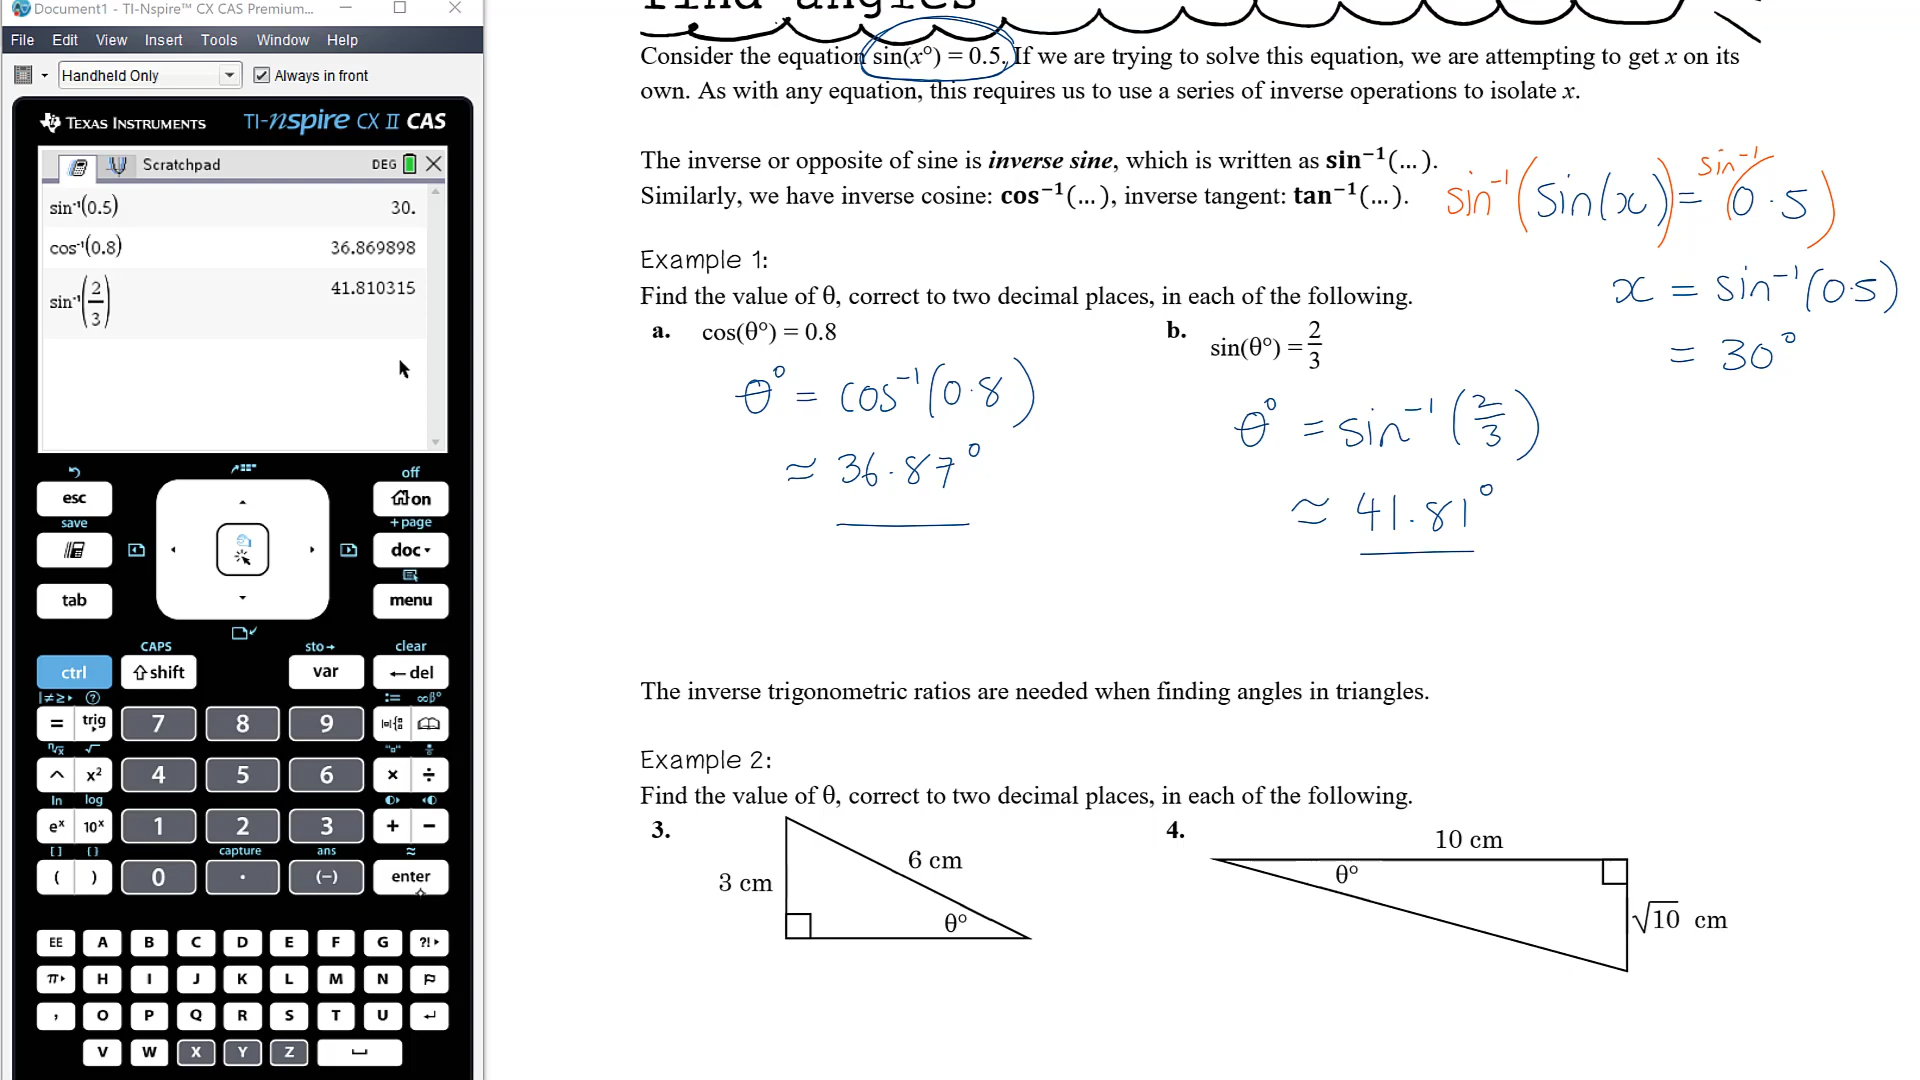 Document1 - TI-Nspire™ CX CAS Premium...
File Edit View Insert Tools Window Help
Handheld Only Always in front
TEXAS INSTRUMENTS TI-nspire CX II CAS
Scratchpad DEG
sin⁻¹(0.5) 30.
cos⁻¹(0.8) 36.869898
sin⁻¹(2/3) 41.810315
off
esc on
save + page
doc
tab menu
CAPS sto→ clear
ctrl shift var ←del
|≠≥▸ ? := ∞β°
= trig 7 8 9
ⁿ√x √
^ x² 4 5 6 × ÷
ln log
eˣ 10ˣ 1 2 3 + −
[ ] { } capture ans ≈
( ) 0 . (−) enter
EE A B C D E F G ?!▸
π▸ H I J K L M N
, O P Q R S T U ↵
V W X Y Z
find angles
Consider the equation sin(x°) = 0.5. If we are trying to solve this equation, we are attempting to get x on its
own. As with any equation, this requires us to use a series of inverse operations to isolate x.
The inverse or opposite of sine is inverse sine, which is written as sin⁻¹(…).
Similarly, we have inverse cosine: cos⁻¹(…), inverse tangent: tan⁻¹(…).
sin⁻¹(sin(x)) = sin⁻¹(0.5)
x = sin⁻¹(0.5)
= 30°
Example 1:
Find the value of θ, correct to two decimal places, in each of the following.
a. cos(θ°) = 0.8
θ° = cos⁻¹(0.8)
≈ 36.87°
b. sin(θ°) = 2/3
θ° = sin⁻¹(2/3)
≈ 41.81°
The inverse trigonometric ratios are needed when finding angles in triangles.
Example 2:
Find the value of θ, correct to two decimal places, in each of the following.
3.
6 cm
3 cm
θ°
4.
10 cm
θ°
√10 cm